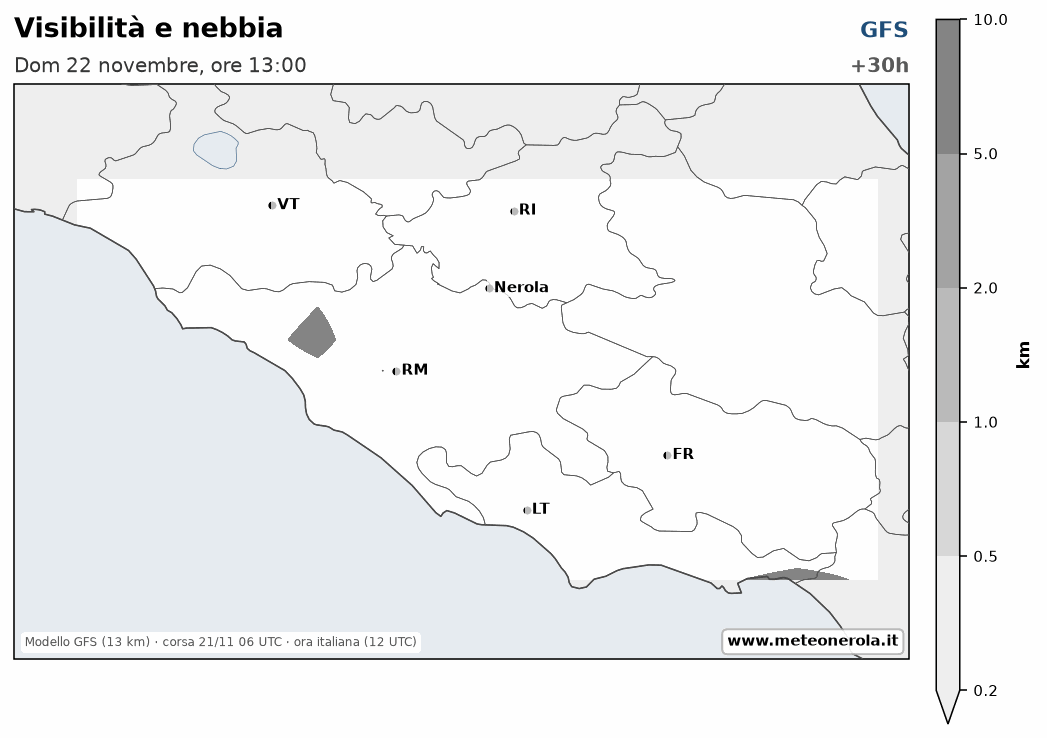 Visibilità e nebbia
GFS
Dom 22 novembre, ore 13:00
+30h
10.0
5.0
2.0
1.0
0.5
0.2
km
VT
RI
Nerola
RM
FR
LT
Modello GFS (13 km) · corsa 21/11 06 UTC · ora italiana (12 UTC)
www.meteonerola.it